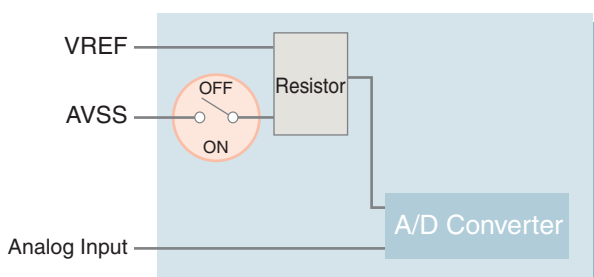 VREF
OFF
Resistor
AVSS
ON
A/D Converter
Analog Input